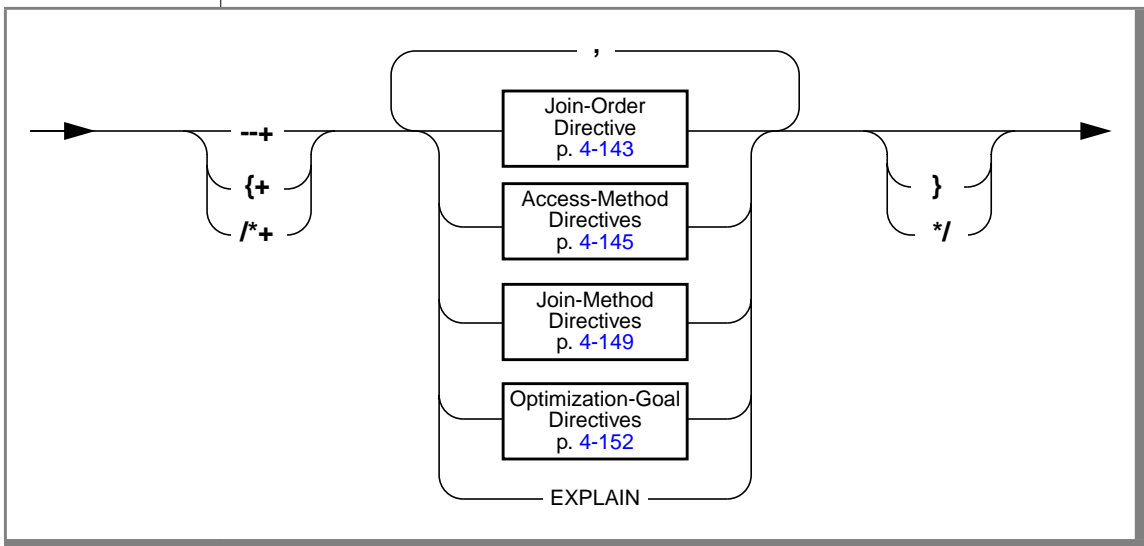 ,
--+
{+
/*+
Join-Order
Directive
p. 4-143
Access-Method
Directives
p. 4-145
Join-Method
Directives
p. 4-149
Optimization-Goal
Directives
p. 4-152
EXPLAIN
}
*/